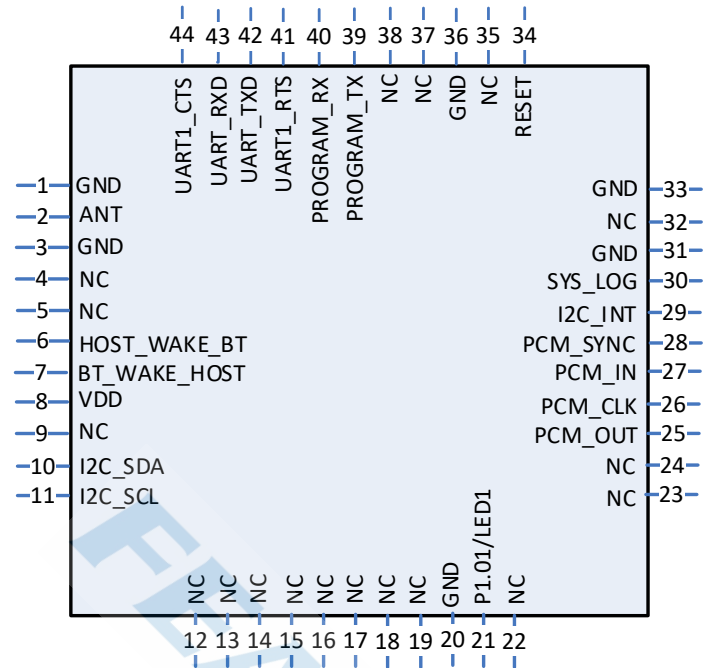 44 43 42 41 40 39 38 37 36 35 34
UART1_CTS
UART_RXD
UART_TXD
UART1_RTS
PROGRAM_RX
PROGRAM_TX
NC
NC
GND
NC
RESET
1 GND
2 ANT
3 GND
4 NC
5 NC
6 HOST_WAKE_BT
7 BT_WAKE_HOST
8 VDD
9 NC
10 I2C_SDA
11 I2C_SCL
GND 33
NC 32
GND 31
SYS_LOG 30
I2C_INT 29
PCM_SYNC 28
PCM_IN 27
PCM_CLK 26
PCM_OUT 25
NC 24
NC 23
NC
NC
NC
NC
NC
NC
NC
NC
GND
P1.01/LED1
NC
12 13 14 15 16 17 18 19 20 21 22